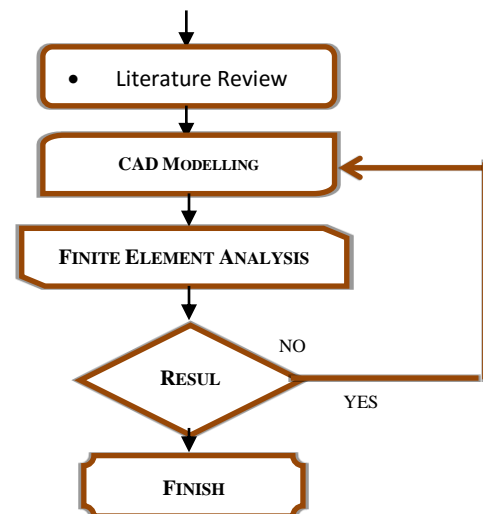 • Literature Review
CAD MODELLING
FINITE ELEMENT ANALYSIS
NO
RESUL
YES
FINISH